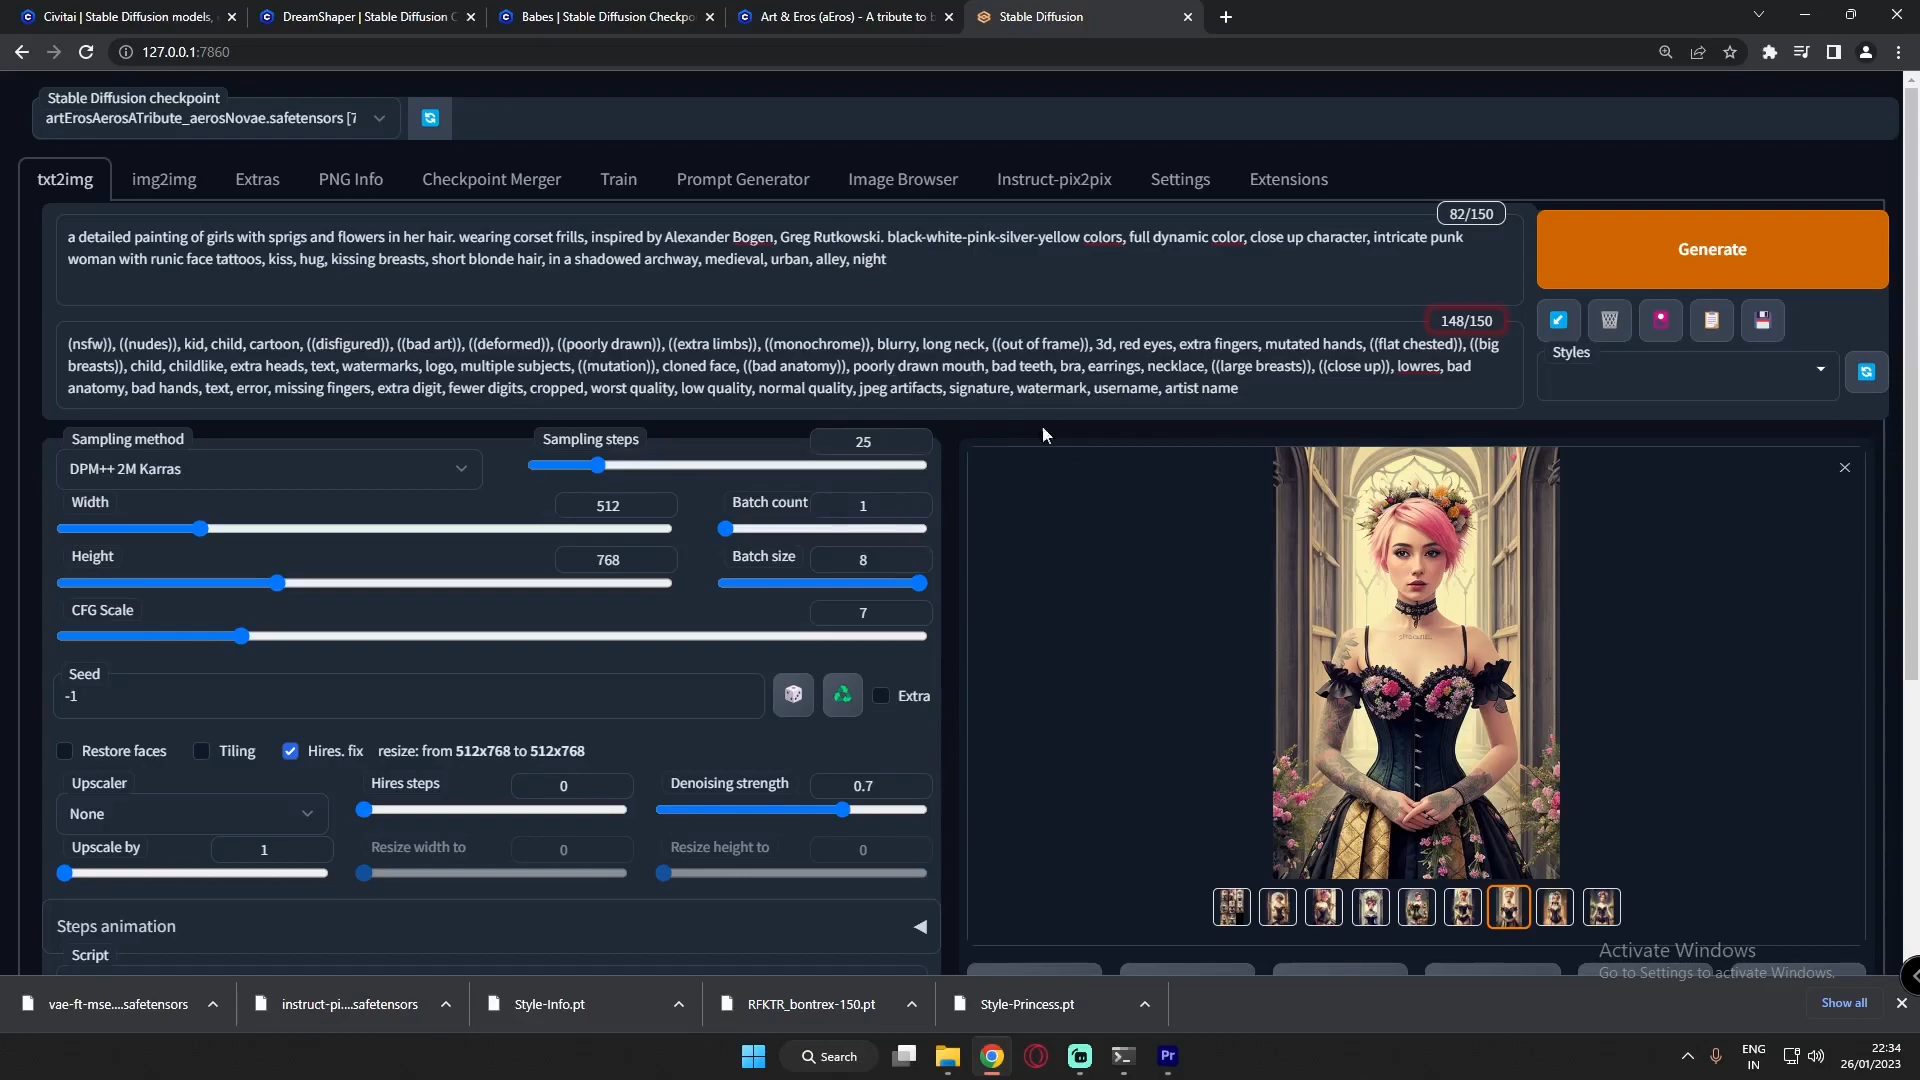 Civitai | Stable Diffusion models,
DreamShaper | Stable Diffusion C
Babes | Stable Diffusion Checkpo
Art & Eros (aEros) - A tribute to b
Stable Diffusion
127.0.0.1:7860
Stable Diffusion checkpoint
artErosAerosATribute_aerosNovae.safetensors [7
txt2img
img2img
Extras
PNG Info
Checkpoint Merger
Train
Prompt Generator
Image Browser
Instruct-pix2pix
Settings
Extensions
82/150
a detailed painting of girls with sprigs and flowers in her hair. wearing corset frills, inspired by Alexander Bogen, Greg Rutkowski. black-white-pink-silver-yellow colors, full dynamic color, close up character, intricate punk
woman with runic face tattoos, kiss, hug, kissing breasts, short blonde hair, in a shadowed archway, medieval, urban, alley, night
Generate
148/150
(nsfw)), ((nudes)), kid, child, cartoon, ((disfigured)), ((bad art)), ((deformed)), ((poorly drawn)), ((extra limbs)), ((monochrome)), blurry, long neck, ((out of frame)), 3d, red eyes, extra fingers, mutated hands, ((flat chested)), ((big
breasts)), child, childlike, extra heads, text, watermarks, logo, multiple subjects, ((mutation)), cloned face, ((bad anatomy)), poorly drawn mouth, bad teeth, bra, earrings, necklace, ((large breasts)), ((close up)), lowres, bad
anatomy, bad hands, text, error, missing fingers, extra digit, fewer digits, cropped, worst quality, low quality, normal quality, jpeg artifacts, signature, watermark, username, artist name
Styles
Sampling method
DPM++ 2M Karras
Sampling steps
25
Width
512
Batch count
1
Height
768
Batch size
8
CFG Scale
7
Seed
-1
Extra
Restore faces
Tiling
Hires. fix
resize: from 512x768 to 512x768
Upscaler
None
Hires steps
0
Denoising strength
0.7
Upscale by
1
Resize width to
0
Resize height to
0
Steps animation
Script
Activate Windows
Go to Settings to activate Windows.
vae-ft-mse....safetensors
instruct-pi....safetensors
Style-Info.pt
RFKTR_bontrex-150.pt
Style-Princess.pt
Show all
Search
Pr
ENG
IN
22:34
26/01/2023